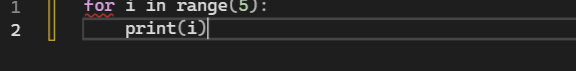 1 for i in range(5):
2     print(i)